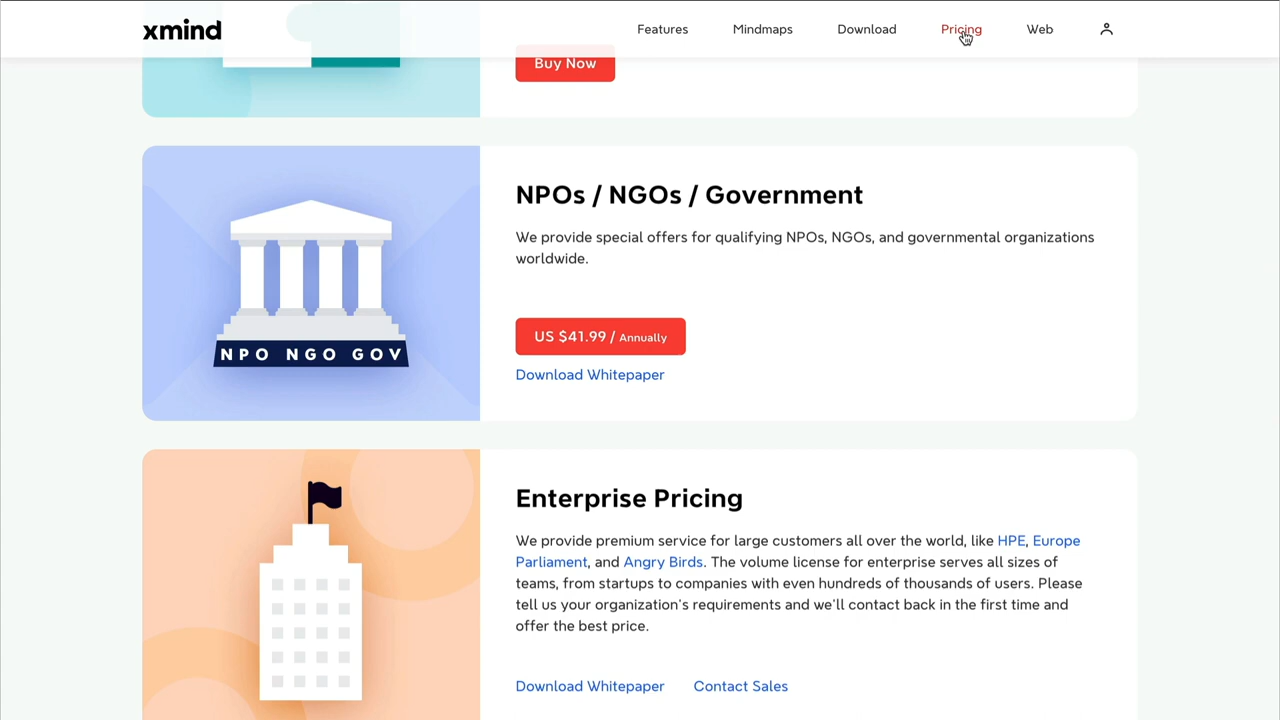 xmind
Features
Mindmaps
Download
Pricing
Web
Buy Now
NPO NGO GOV
NPOs / NGOs / Government
We provide special offers for qualifying NPOs, NGOs, and governmental organizations
worldwide.
US $41.99 / Annually
Download Whitepaper
Enterprise Pricing
We provide premium service for large customers all over the world, like HPE, Europe
Parliament, and Angry Birds. The volume license for enterprise serves all sizes of
teams, from startups to companies with even hundreds of thousands of users. Please
tell us your organization's requirements and we'll contact back in the first time and
offer the best price.
Download Whitepaper
Contact Sales